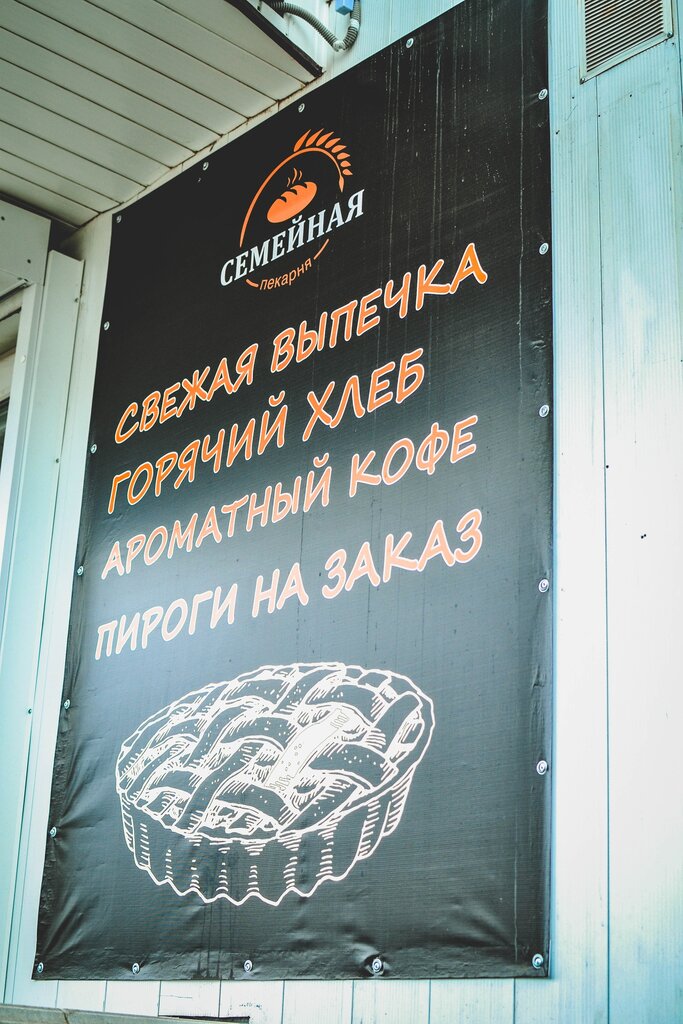 СЕМЕЙНАЯ
пекарня
СВЕЖАЯ ВЫПЕЧКА
ГОРЯЧИЙ ХЛЕБ
АРОМАТНЫЙ КОФЕ
ПИРОГИ НА ЗАКАЗ